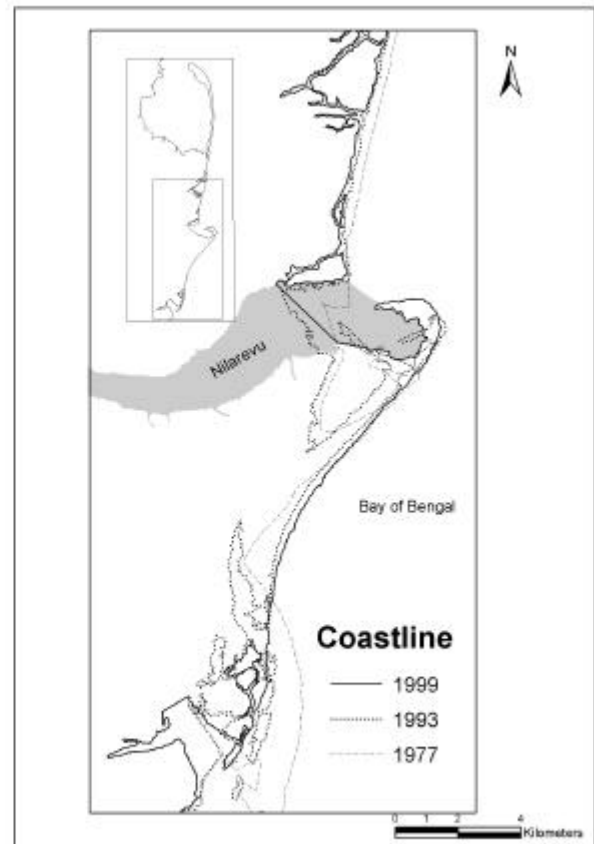 N
Nilarevu
Bay of Bengal
Coastline
1999
1993
1977
0 1 2 4
Kilometers